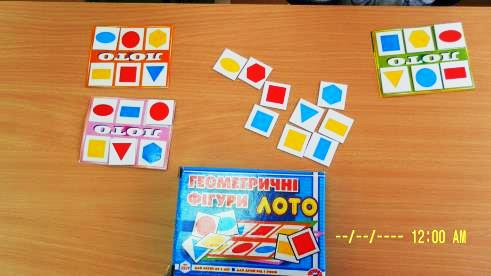 ЛОТО
ЛОТО
ЛОТО
ГЕОМЕТРИЧНІ
ФІГУРИ ЛОТО
--/--/---- 12:00 AM